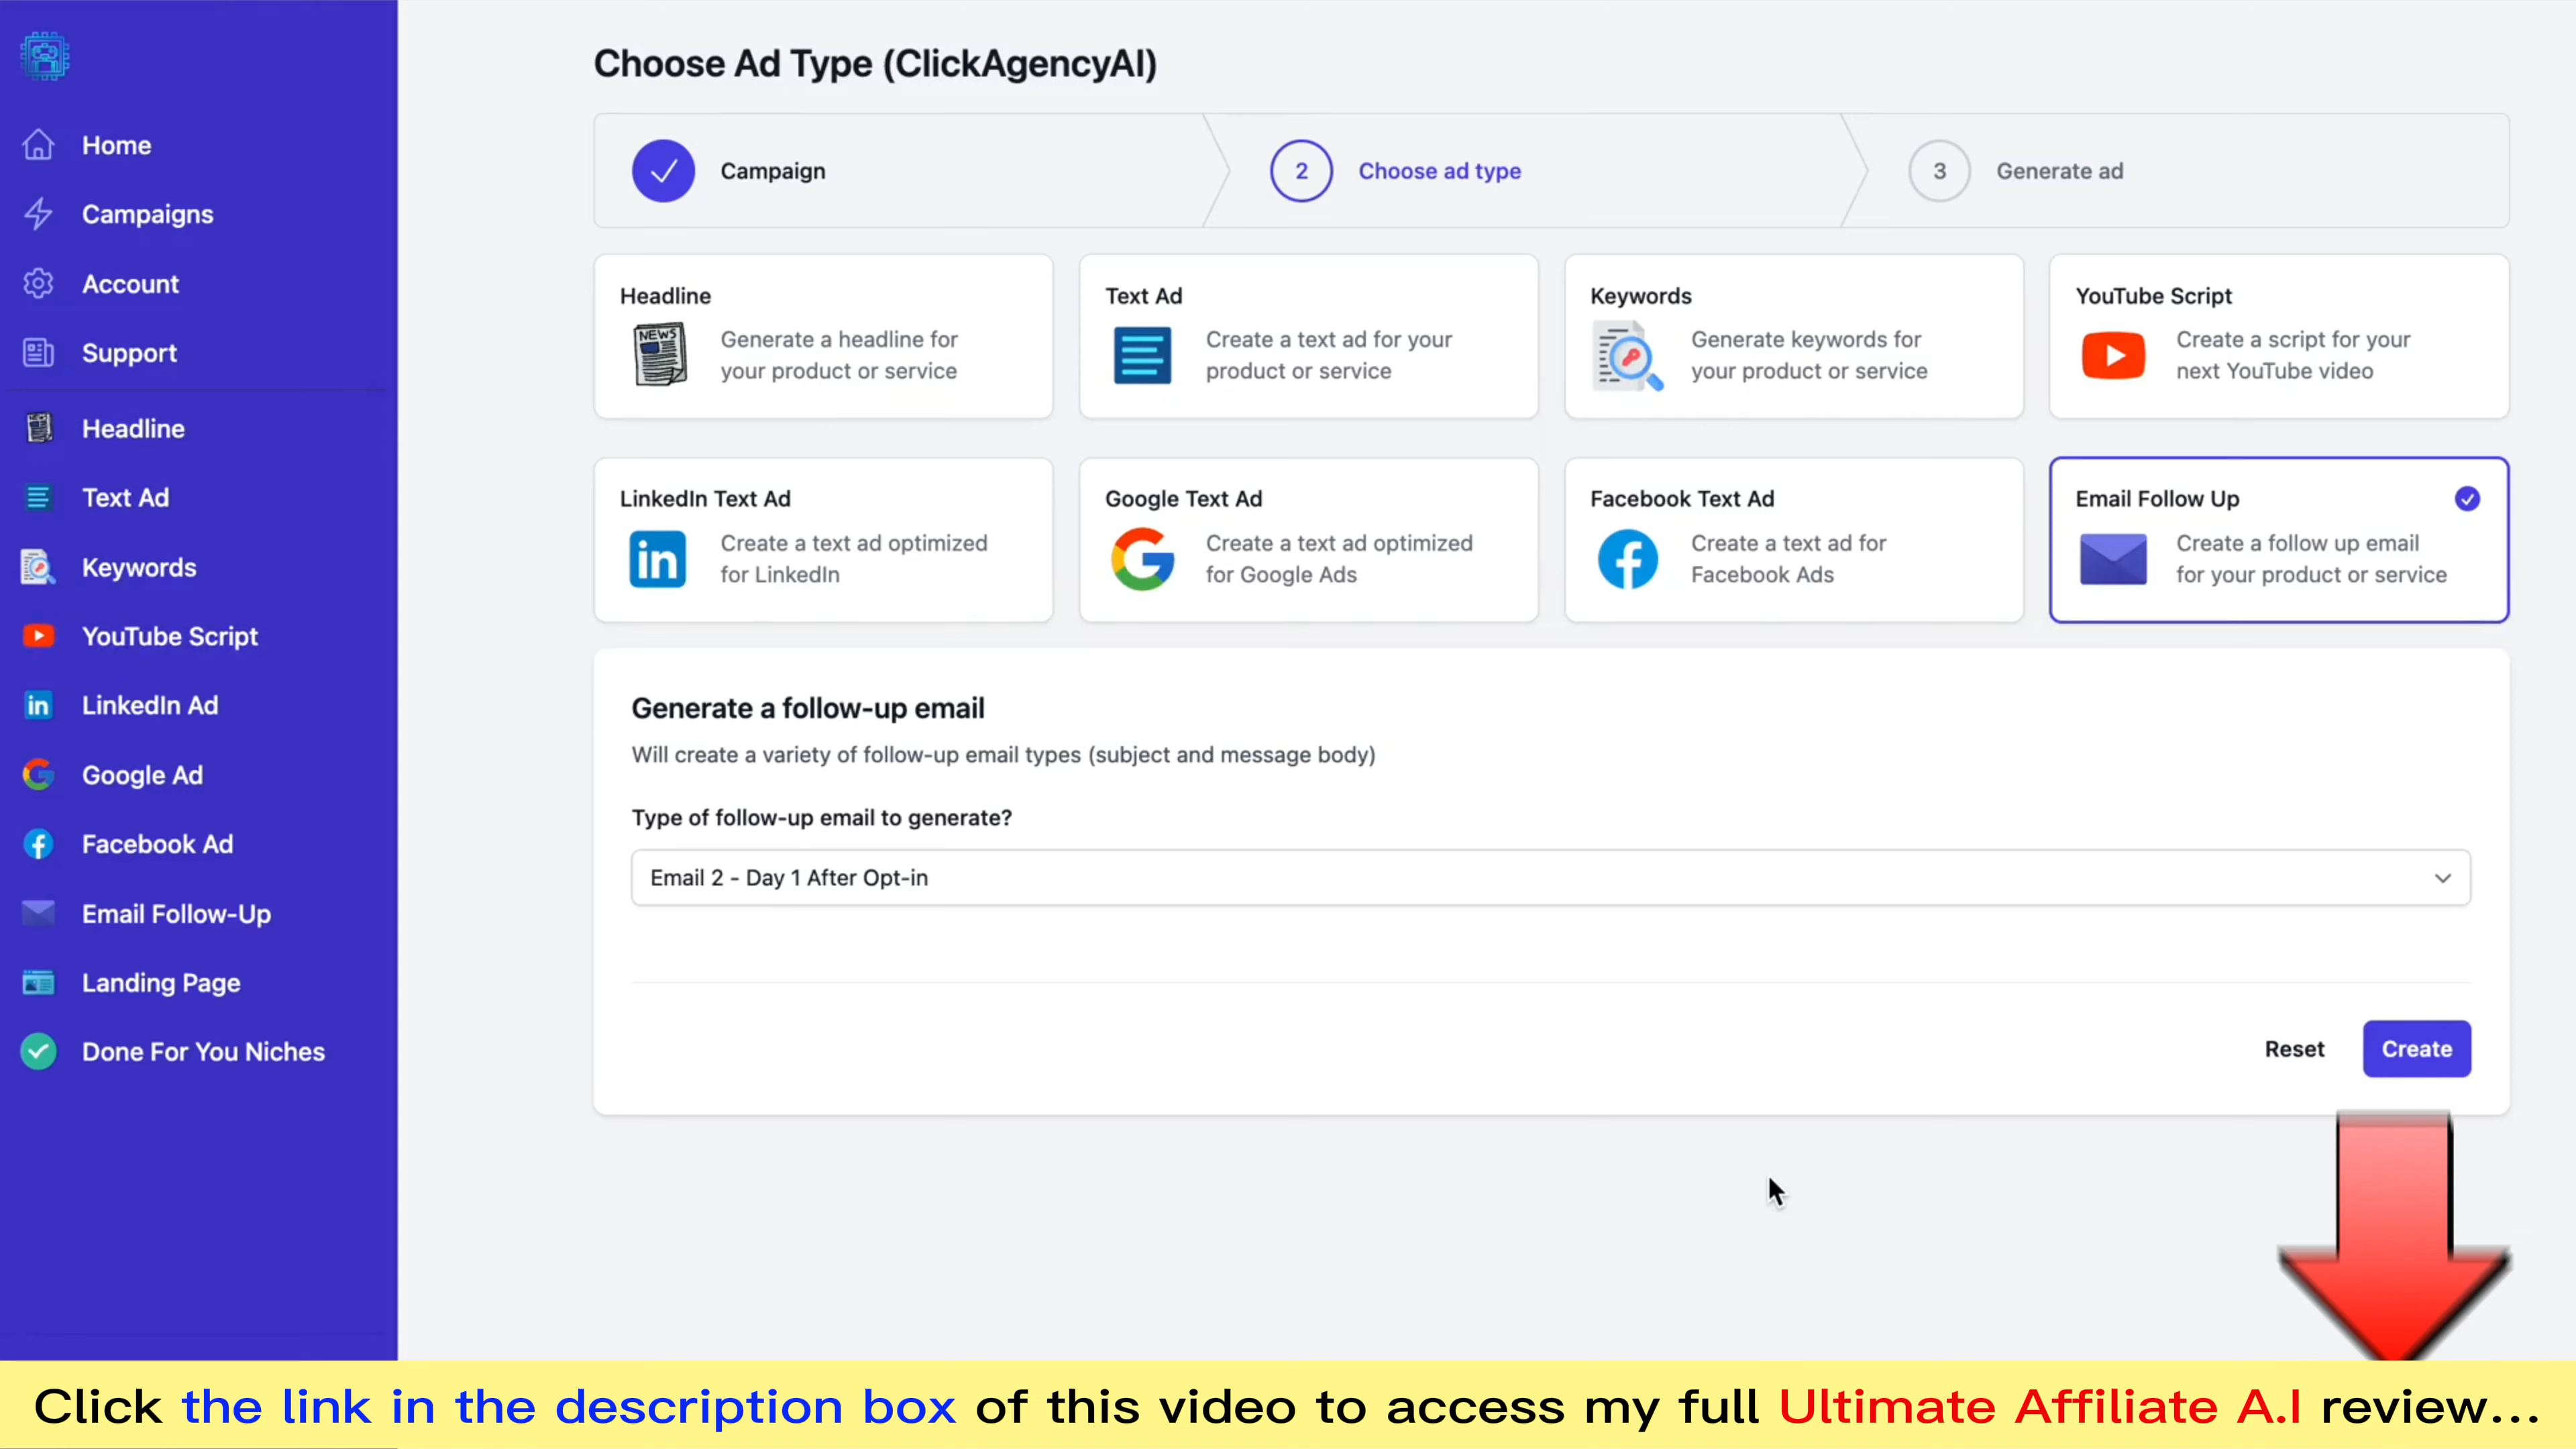 Home
Campaigns
Account
Support
Headline
Text Ad
Keywords
YouTube Script
LinkedIn Ad
Google Ad
Facebook Ad
Email Follow-Up
Landing Page
Done For You Niches
Choose Ad Type (ClickAgencyAI)
Campaign
2 Choose ad type
3 Generate ad
Headline
NEWS
Generate a headline for
your product or service
Text Ad
Create a text ad for your
product or service
Keywords
Generate keywords for
your product or service
YouTube Script
Create a script for your
next YouTube video
LinkedIn Text Ad
in
Create a text ad optimized
for LinkedIn
Google Text Ad
Create a text ad optimized
for Google Ads
Facebook Text Ad
Create a text ad for
Facebook Ads
Email Follow Up
Create a follow up email
for your product or service
Generate a follow-up email
Will create a variety of follow-up email types (subject and message body)
Type of follow-up email to generate?
Email 2 - Day 1 After Opt-in
Reset
Create
Click the link in the description box of this video to access my full Ultimate Affiliate A.I review...